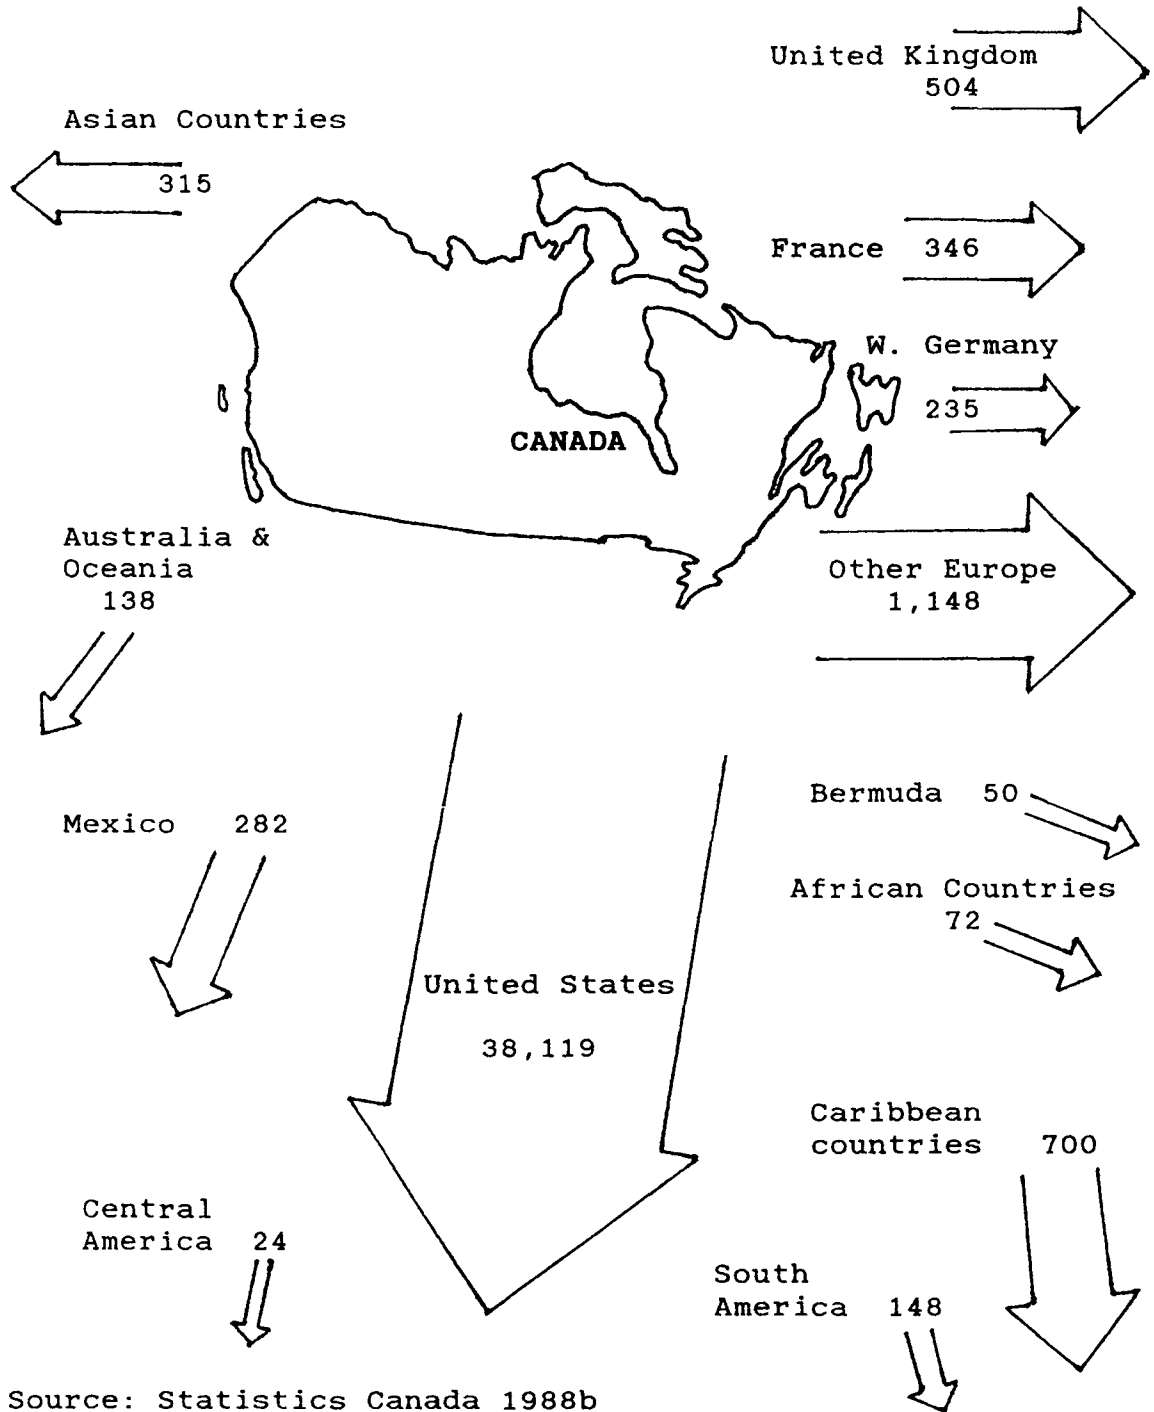 United Kingdom
504
Asian Countries
315
France 346
W. Germany
235
CANADA
Australia &
Oceania
138
Other Europe
1,148
Bermuda 50
Mexico 282
African Countries
72
United States
38,119
Caribbean
countries 700
Central
America 24
South
America 148
Source: Statistics Canada 1988b